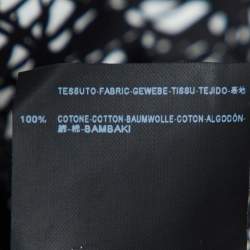 TESSUTO-FABRIC-GEWEBE-TISSU-TEJIDO-布地
100% COTONE-COTTON-BAUMWOLLE-COTON-ALGODÓN-
綿-棉-BAMBAKI